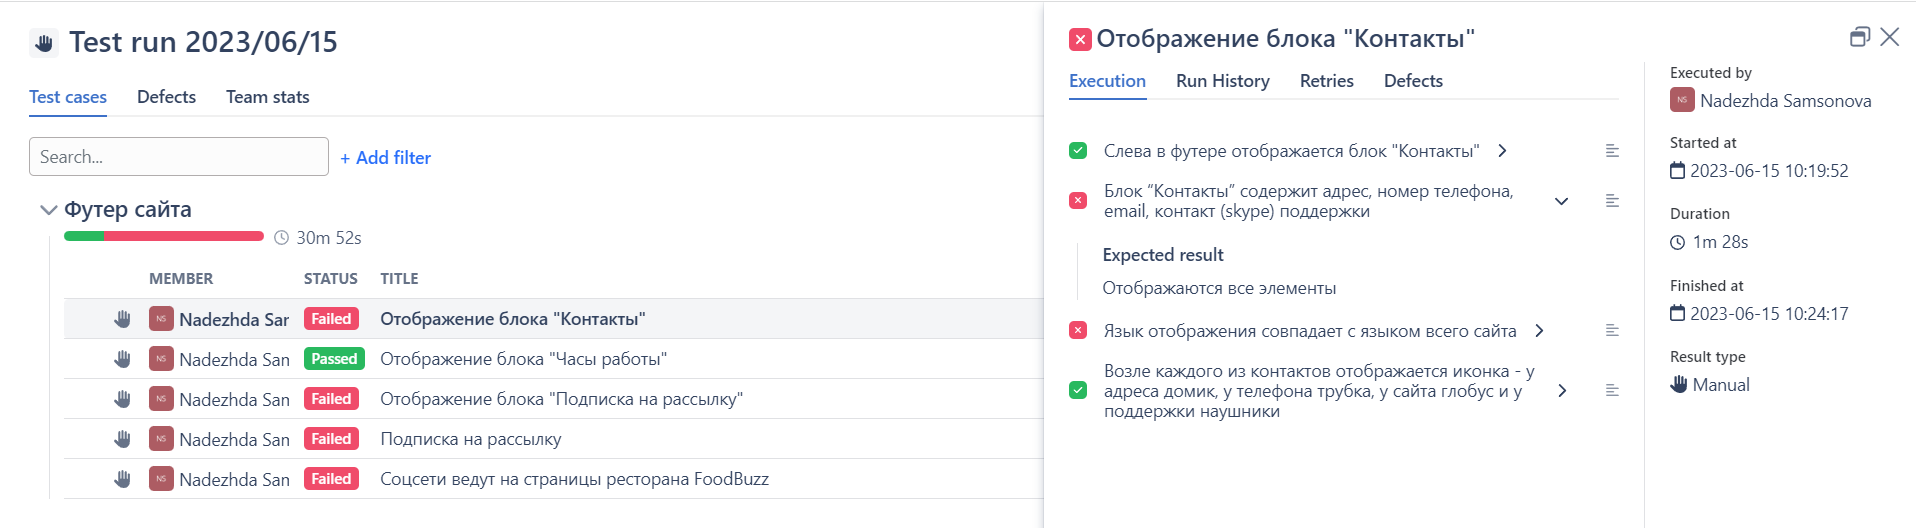 Test run 2023/06/15
Test cases Defects Team stats
Search...
+ Add filter
Футер сайта
30m 52s
MEMBER STATUS TITLE
NS Nadezhda Sar Failed Отображение блока "Контакты"
NS Nadezhda San Passed Отображение блока "Часы работы"
NS Nadezhda San Failed Отображение блока "Подписка на рассылку"
NS Nadezhda San Failed Подписка на рассылку
NS Nadezhda San Failed Соцсети ведут на страницы ресторана FoodBuzz
Отображение блока "Контакты"
Execution Run History Retries Defects
Слева в футере отображается блок "Контакты"
Блок “Контакты” содержит адрес, номер телефона,
email, контакт (skype) поддержки
Expected result
Отображаются все элементы
Язык отображения совпадает с языком всего сайта
Возле каждого из контактов отображается иконка - у
адреса домик, у телефона трубка, у сайта глобус и у
поддержки наушники
Executed by
NS Nadezhda Samsonova
Started at
2023-06-15 10:19:52
Duration
1m 28s
Finished at
2023-06-15 10:24:17
Result type
Manual